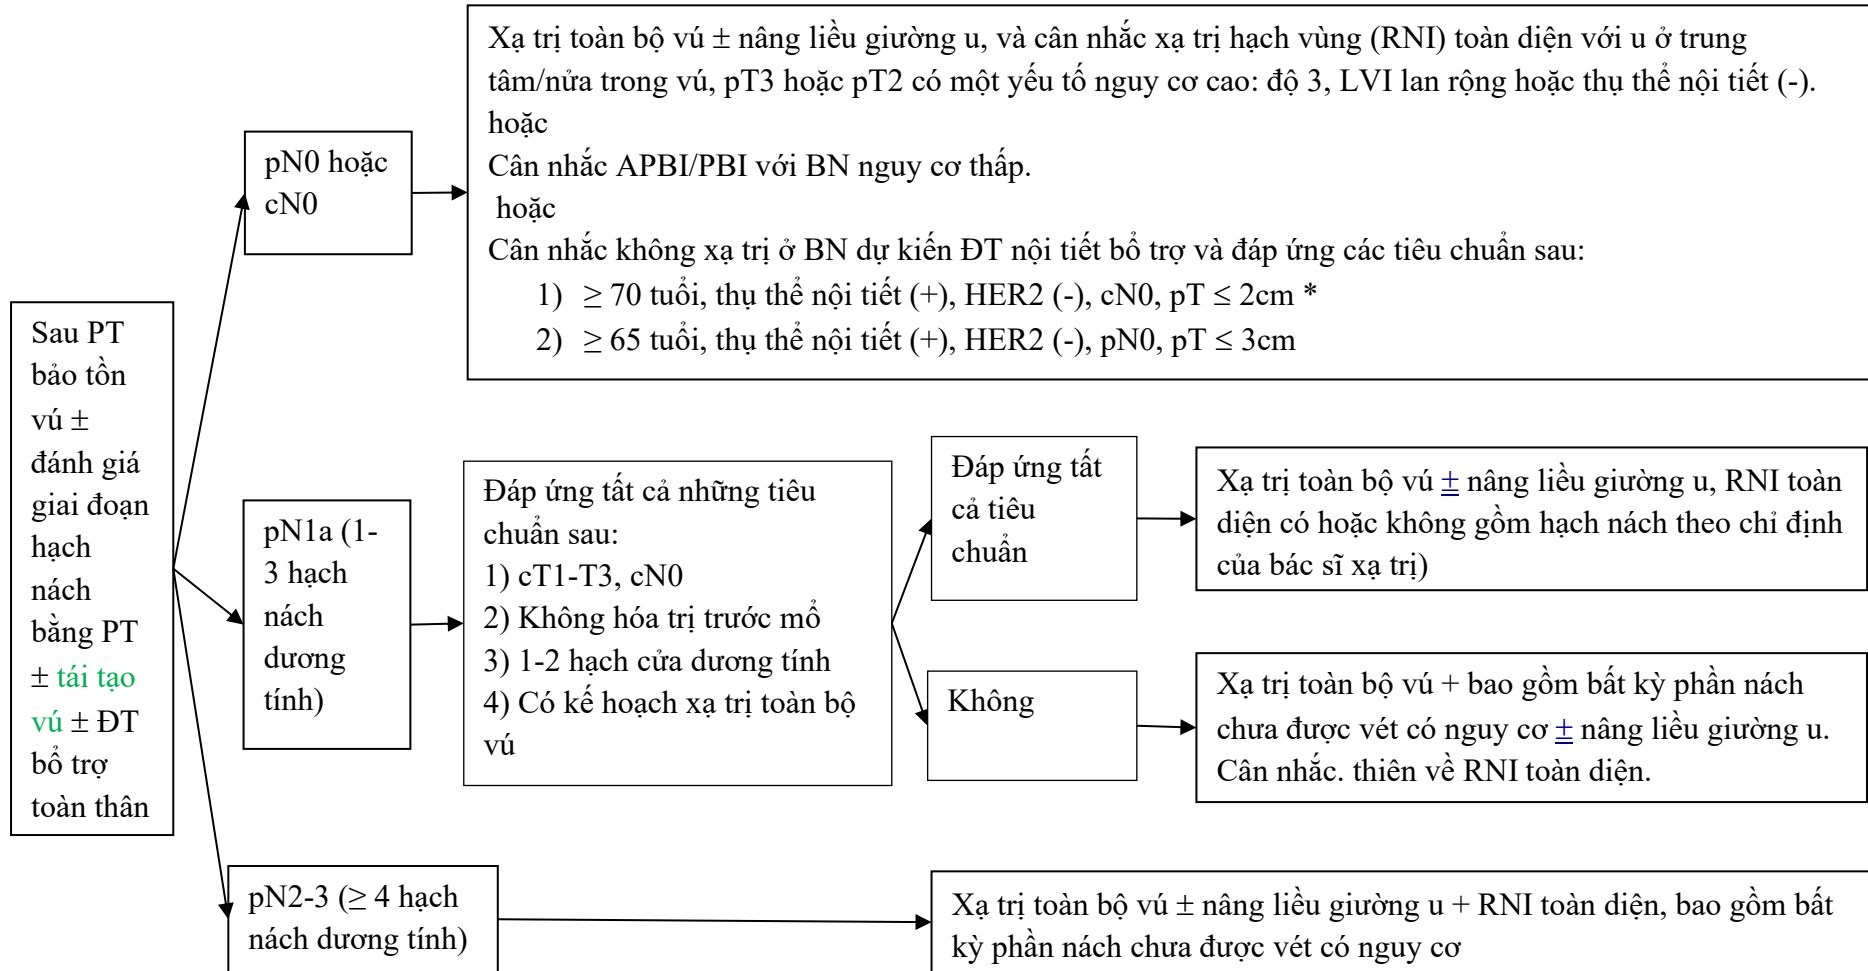 Sau PT
bảo tồn
vú ±
đánh giá
giai đoạn
hạch
nách
bằng PT
± tái tạo
vú ± ĐT
bổ trợ
toàn thân
pN0 hoặc
cN0
Xạ trị toàn bộ vú ± nâng liều giường u, và cân nhắc xạ trị hạch vùng (RNI) toàn diện với u ở trung
tâm/nửa trong vú, pT3 hoặc pT2 có một yếu tố nguy cơ cao: độ 3, LVI lan rộng hoặc thụ thể nội tiết (-).
hoặc
Cân nhắc APBI/PBI với BN nguy cơ thấp.
hoặc
Cân nhắc không xạ trị ở BN dự kiến ĐT nội tiết bổ trợ và đáp ứng các tiêu chuẩn sau:
1) ≥ 70 tuổi, thụ thể nội tiết (+), HER2 (-), cN0, pT ≤ 2cm *
2) ≥ 65 tuổi, thụ thể nội tiết (+), HER2 (-), pN0, pT ≤ 3cm
pN1a (1-
3 hạch
nách
dương
tính)
Đáp ứng tất cả những tiêu
chuẩn sau:
1) cT1-T3, cN0
2) Không hóa trị trước mổ
3) 1-2 hạch cửa dương tính
4) Có kế hoạch xạ trị toàn bộ
vú
Đáp ứng tất
cả tiêu
chuẩn
Xạ trị toàn bộ vú ± nâng liều giường u, RNI toàn
diện có hoặc không gồm hạch nách theo chỉ định
của bác sĩ xạ trị)
Không
Xạ trị toàn bộ vú + bao gồm bất kỳ phần nách
chưa được vét có nguy cơ ± nâng liều giường u.
Cân nhắc. thiên về RNI toàn diện.
pN2-3 (≥ 4 hạch
nách dương tính)
Xạ trị toàn bộ vú ± nâng liều giường u + RNI toàn diện, bao gồm bất
kỳ phần nách chưa được vét có nguy cơ